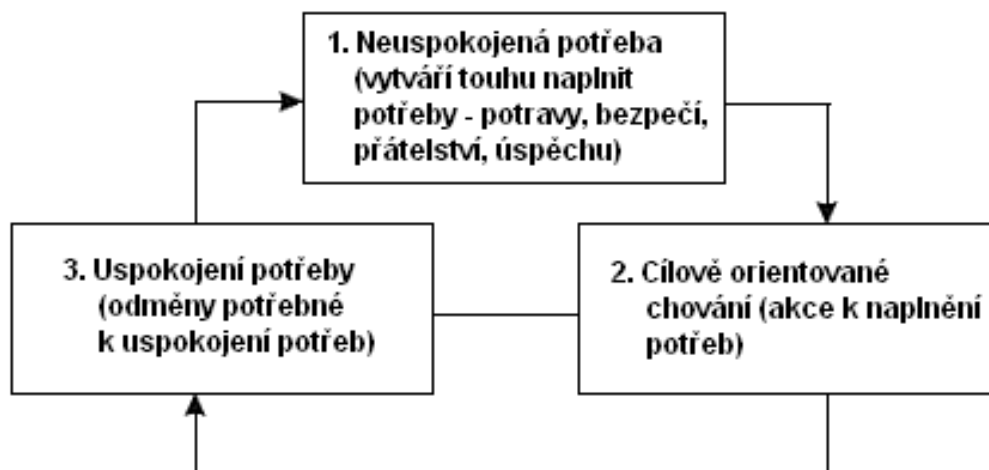 1. Neuspokojená potřeba
(vytváří touhu naplnit
potřeby - potravy, bezpečí,
přátelství, úspěchu)
3. Uspokojení potřeby
(odměny potřebné
k uspokojení potřeb)
2. Cílově orientované
chování (akce k naplnění
potřeb)